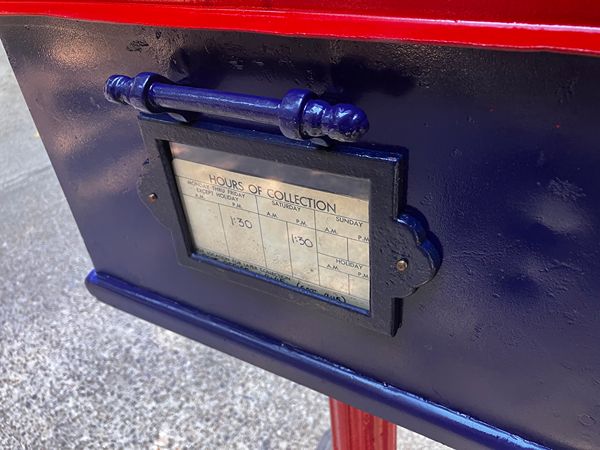 HOURS OF COLLECTION
MONDAY THRU FRIDAY SATURDAY SUNDAY
EXCEPT HOLIDAY
A.M. P.M. A.M. P.M. A.M. P.M.
1:30 1:30
HOLIDAY
A.M. P.M.